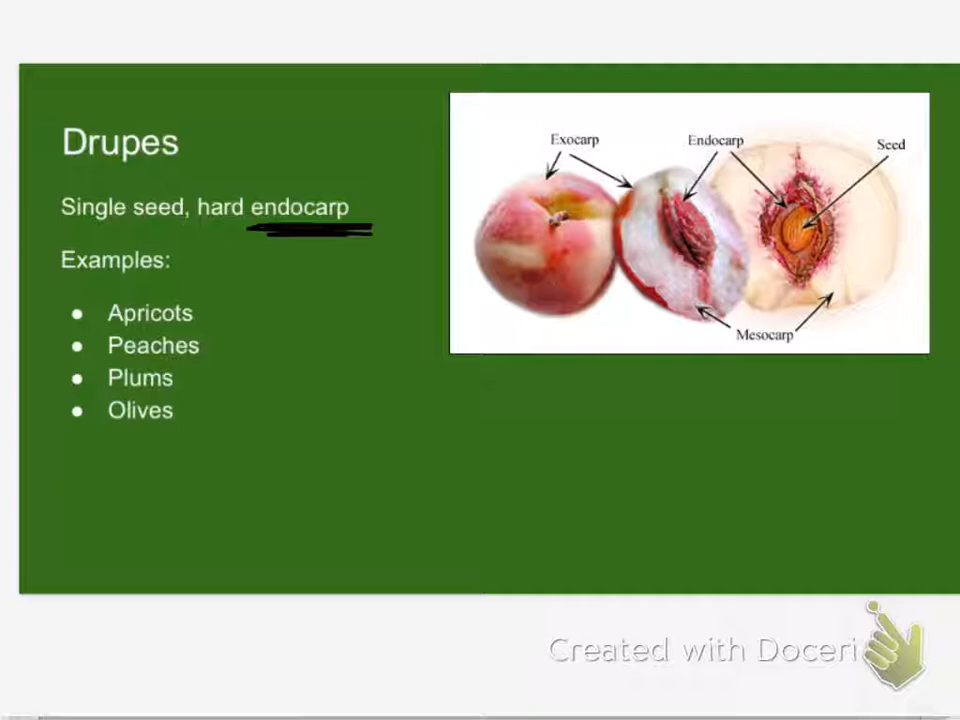 Drupes
Single seed, hard endocarp
Examples:
● Apricots
● Peaches
● Plums
● Olives
Exocarp
Endocarp
Seed
Mesocarp
Created with Doceri